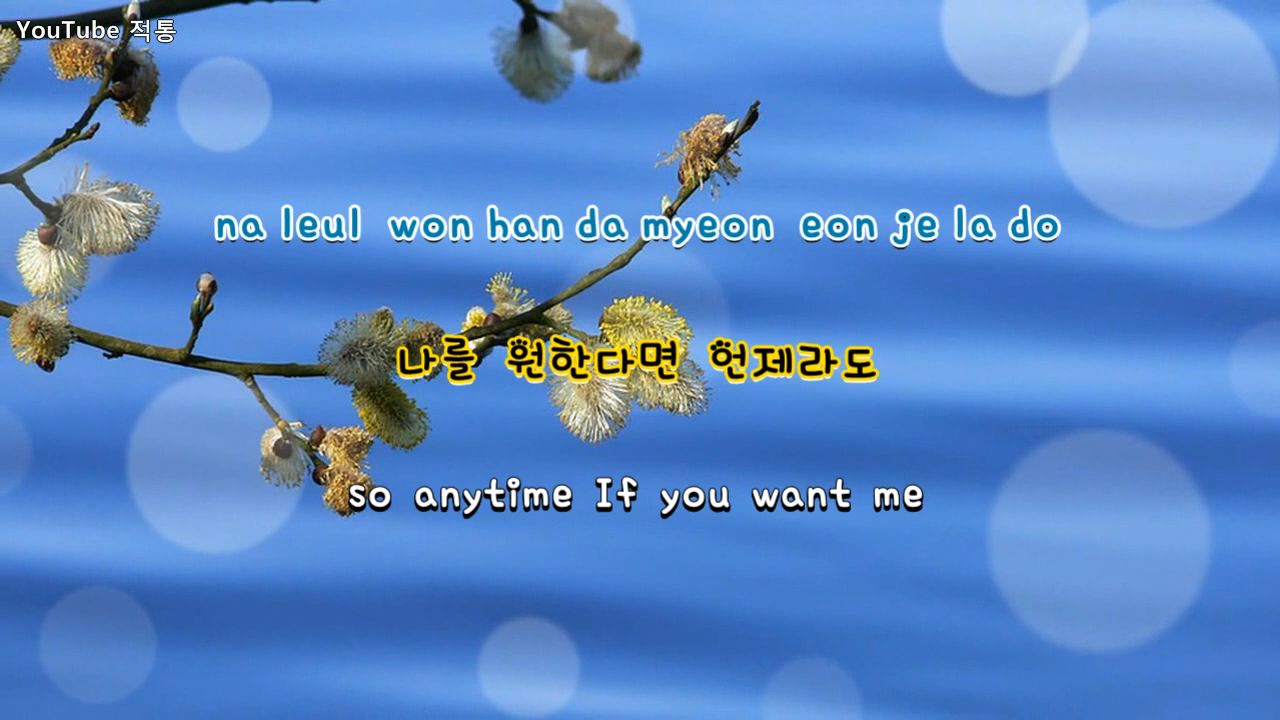 YouTube 적통
na leul won han da myeon eon je la do
나를 원한다면 헌제라도
so anytime If you want me